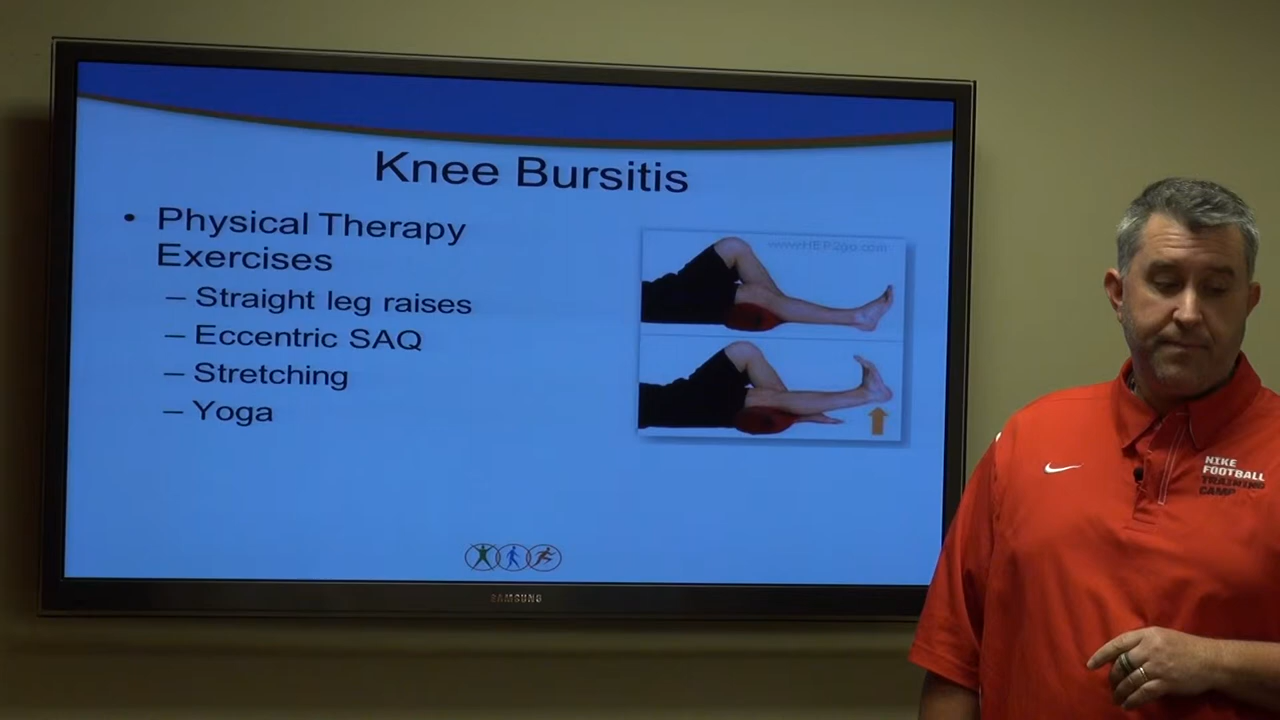 Knee Bursitis
• Physical Therapy
Exercises
– Straight leg raises
– Eccentric SAQ
– Stretching
– Yoga
www.HEP2go.com
SAMSUNG
NIKE
FOOTBALL
TRAINING
CAMP